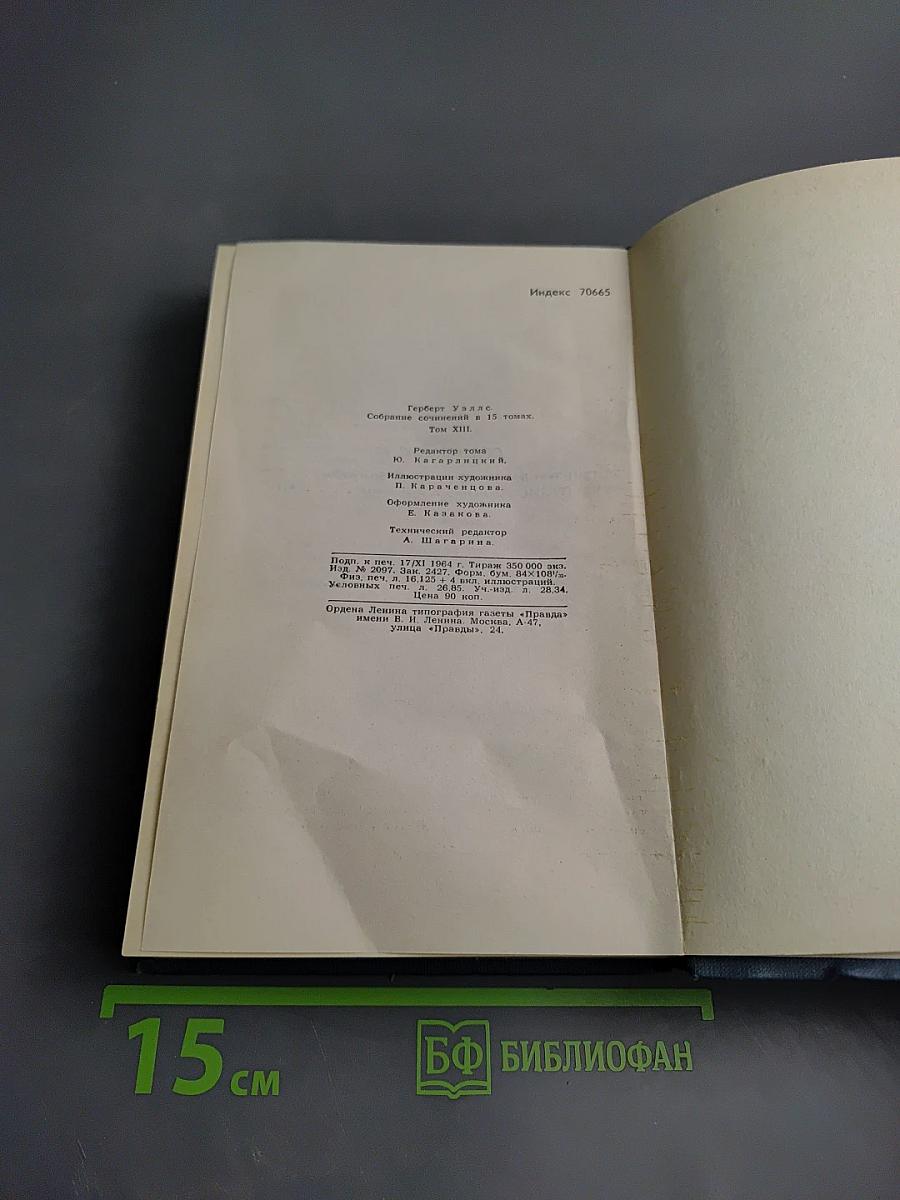 Индекс 70665
Герберт Уэллс.
Собрание сочинений в 15 томах.
Том XIII.
Редактор тома
Ю. Кагарлицкий.
Иллюстрации художника
П. Караченцова.
Оформление художника
Е. Казакова.
Технический редактор
А. Шагарина.
Подп. к печ. 17/XI 1964 г. Тираж 350 000 экз.
Изд. № 2097. Зак. 2427. Форм. бум. 84×108¹/₃₂.
Физ. печ. л. 16,125 + 4 вкл. иллюстраций.
Условных печ. л. 26,85. Уч.-изд. л. 28,34.
Цена 90 коп.
Ордена Ленина типография газеты «Правда»
имени В. И. Ленина. Москва, А-47,
улица «Правды», 24.
15 см
БФ БИБЛИОФАН